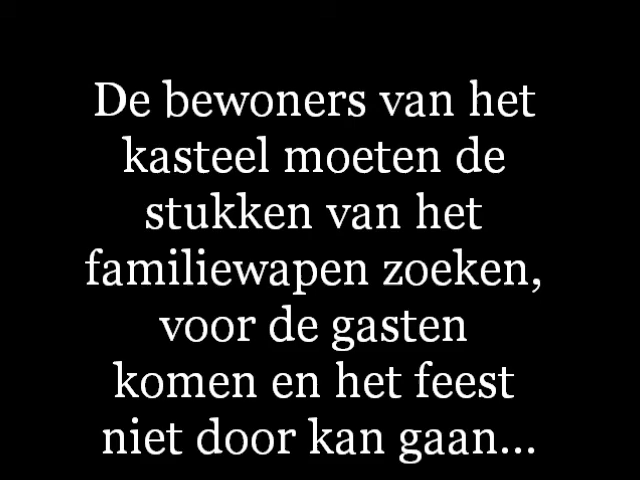 De bewoners van het
kasteel moeten de
stukken van het
familiewapen zoeken,
voor de gasten
komen en het feest
niet door kan gaan...